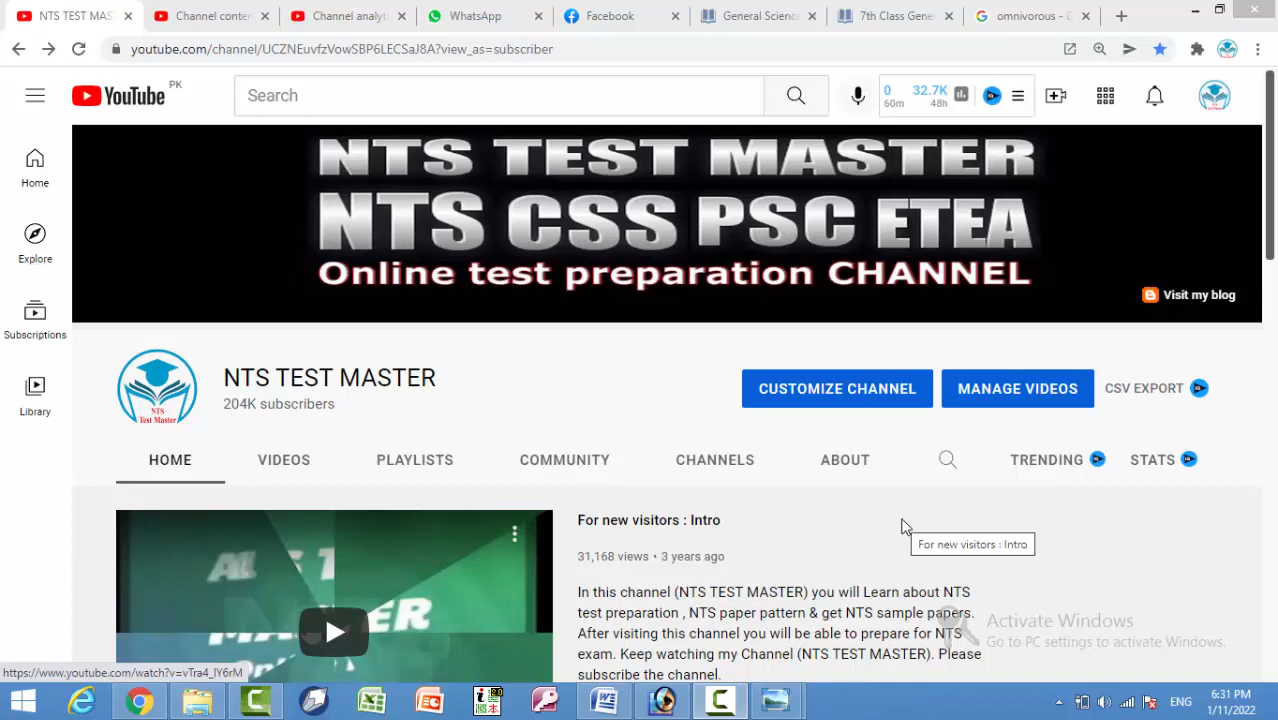 NTS TEST MAS
Channel conter
Channel analyti
WhatsApp
Facebook
General Scienc
7th Class Gene
omnivorous - G
youtube.com/channel/UCZNEuvfzVowSBP6LECSaJ8A?view_as=subscriber
YouTube PK
Search
0 60m
32.7K 48h
NTS TEST MASTER
NTS CSS PSC ETEA
Online test preparation CHANNEL
Visit my blog
Home
Explore
Subscriptions
Library
NTS
Test Master
NTS TEST MASTER
204K subscribers
CUSTOMIZE CHANNEL
MANAGE VIDEOS
CSV EXPORT
HOME
VIDEOS
PLAYLISTS
COMMUNITY
CHANNELS
ABOUT
TRENDING
STATS
For new visitors : Intro
31,168 views • 3 years ago
For new visitors : Intro
In this channel (NTS TEST MASTER) you will Learn about NTS
test preparation , NTS paper pattern & get NTS sample papers.
After visiting this channel you will be able to prepare for NTS
exam. Keep watching my Channel (NTS TEST MASTER). Please
subscribe the channel.
Activate Windows
Go to PC settings to activate Windows.
https://www.youtube.com/watch?v=vTra4_lY6rM
ENG
6:31 PM
1/11/2022